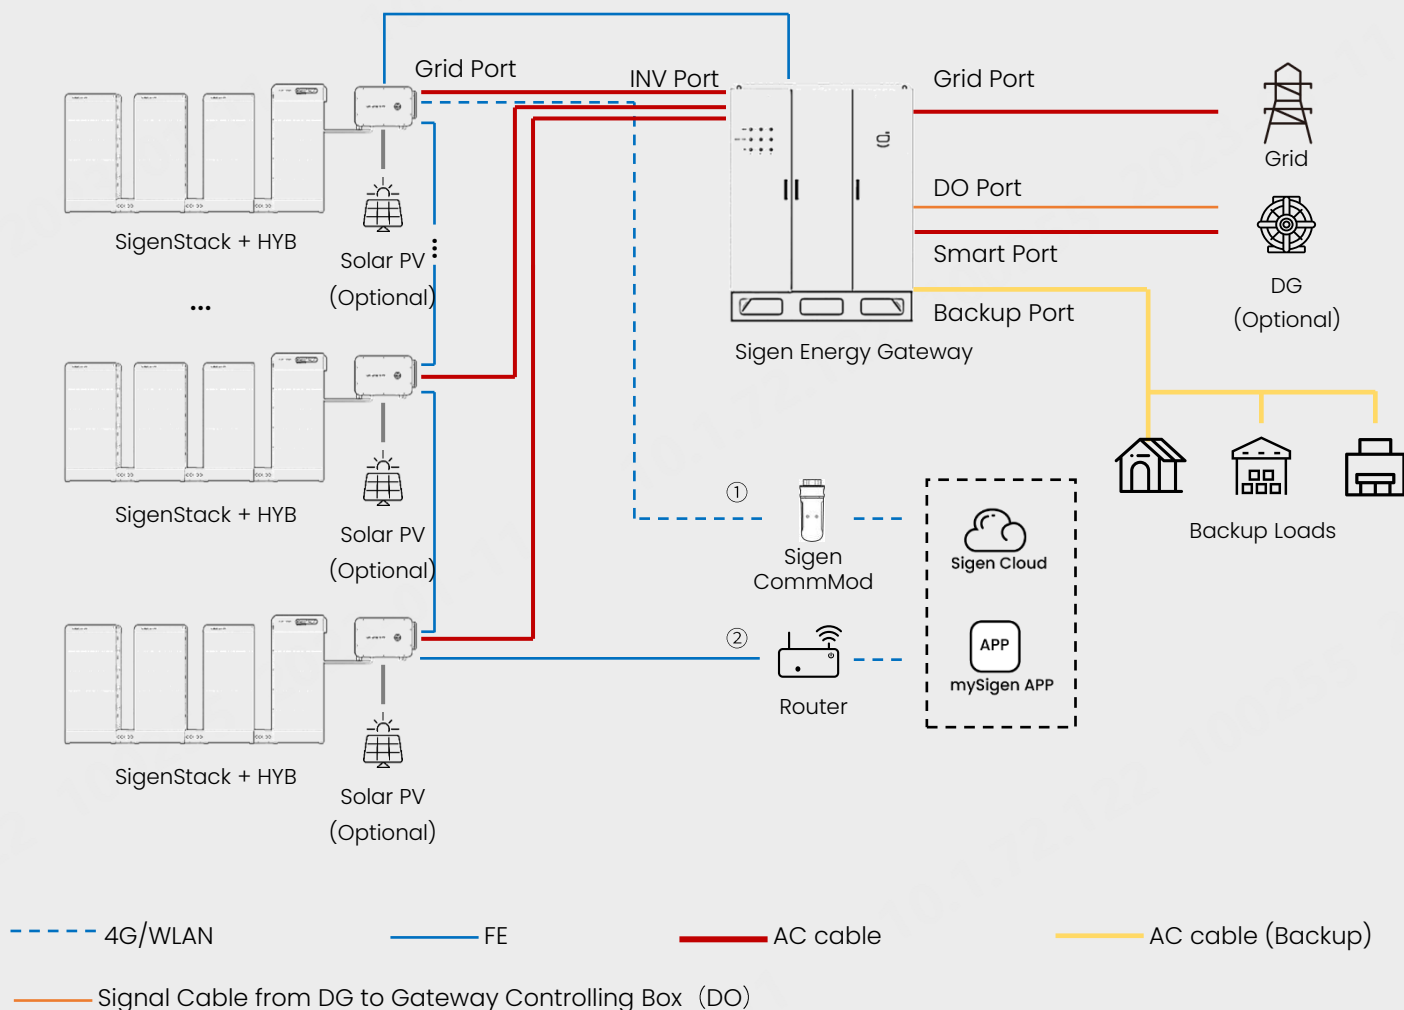 Grid Port
INV Port
Grid Port
Grid
DO Port
SigenStack + HYB
Solar PV
(Optional)
Smart Port
DG
(Optional)
...
Backup Port
Sigen Energy Gateway
SigenStack + HYB
Solar PV
(Optional)
①
Sigen
CommMod
Sigen Cloud
Backup Loads
②
APP
mySigen APP
Router
SigenStack + HYB
Solar PV
(Optional)
4G/WLAN
FE
AC cable
AC cable (Backup)
Signal Cable from DG to Gateway Controlling Box（DO）